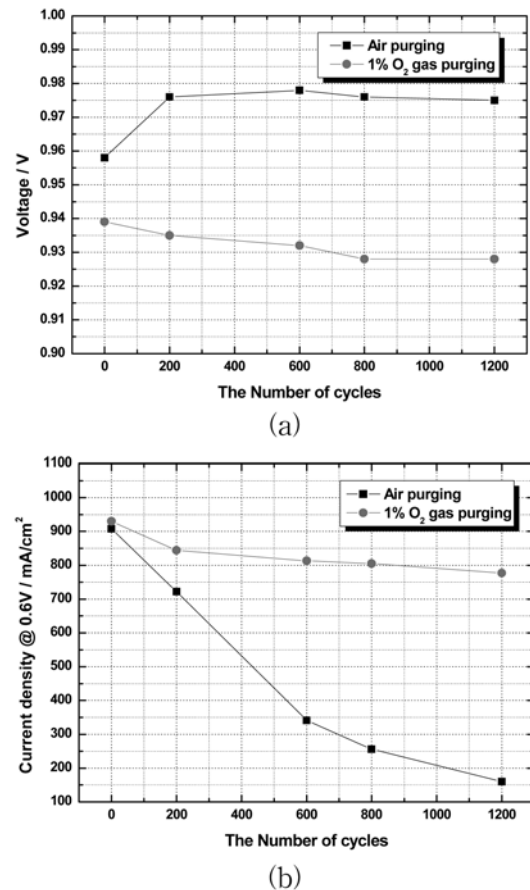 1.00
0.99
0.98
0.97
0.96
0.95
0.94
0.93
0.92
0.91
0.90
Voltage / V
Air purging
1% O₂ gas purging
0 200 400 600 800 1000 1200
The Number of cycles
(a)
1100
1000
900
800
700
600
500
400
300
200
100
Current density @ 0.6V / mA/cm²
Air purging
1% O₂ gas purging
0 200 400 600 800 1000 1200
The Number of cycles
(b)